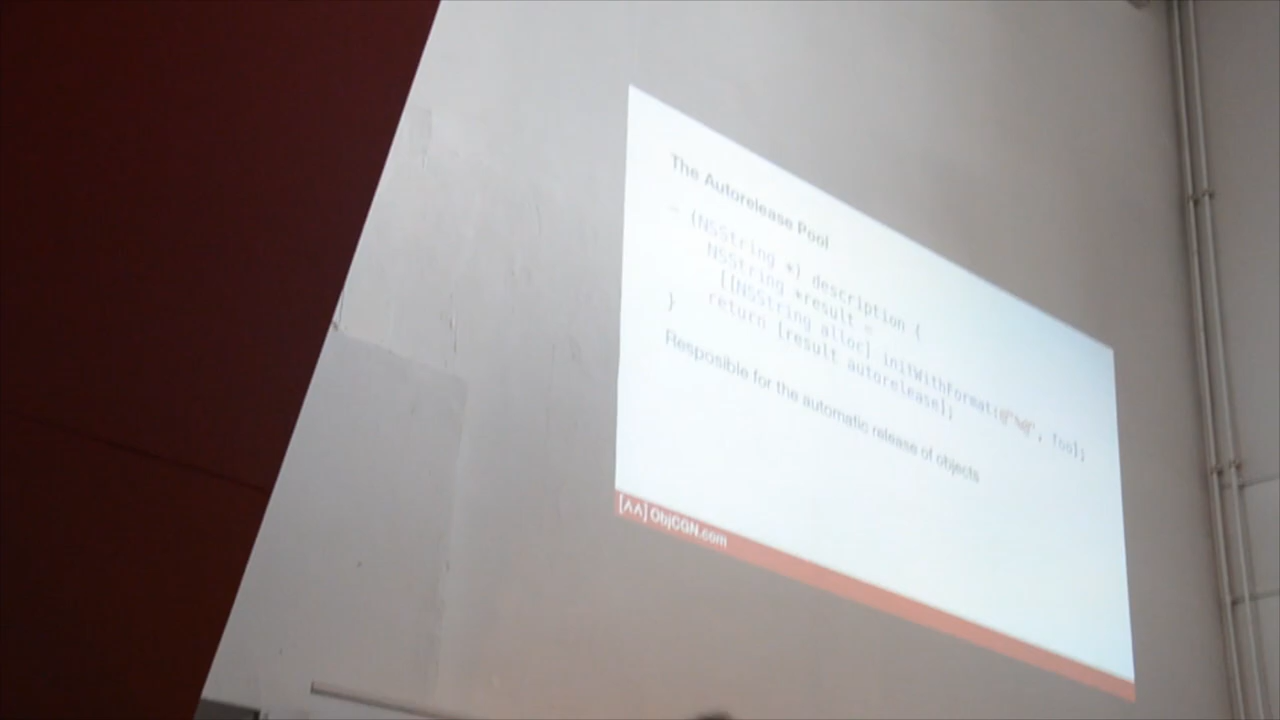 The Autorelease Pool
- (NSString *) description {
NSString *result =
[[NSString alloc] initWithFormat:@"%@", foo];
return [result autorelease];
}
Resposible for the automatic release of objects
[^^] ObjCGN.com